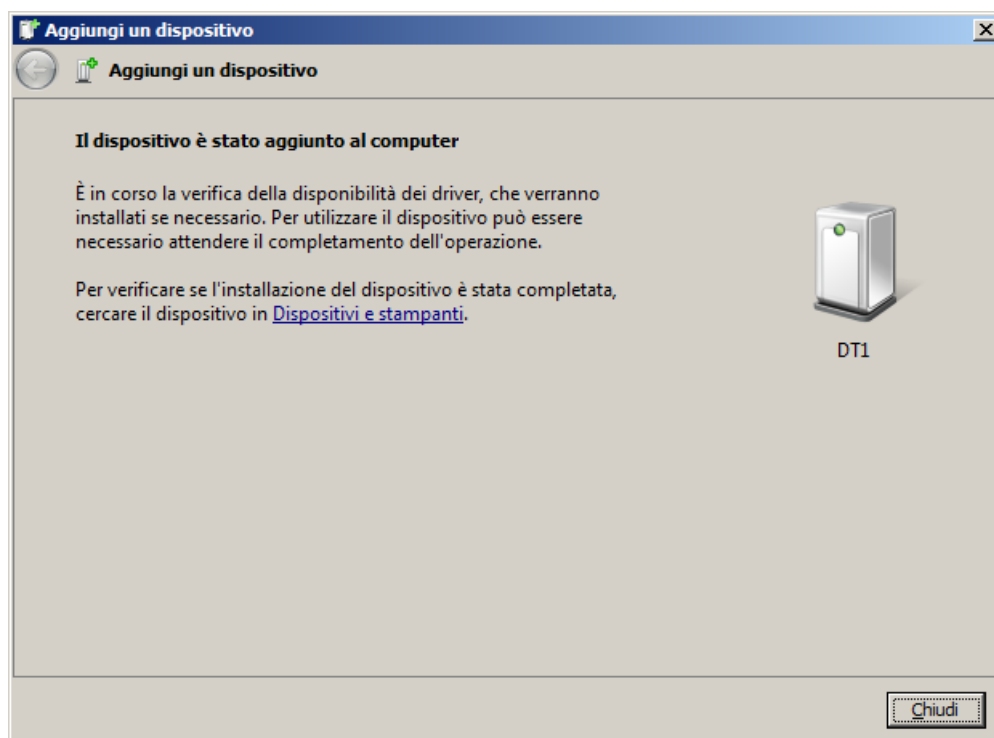 Aggiungi un dispositivo
Aggiungi un dispositivo
Il dispositivo è stato aggiunto al computer
È in corso la verifica della disponibilità dei driver, che verranno
installati se necessario. Per utilizzare il dispositivo può essere
necessario attendere il completamento dell'operazione.
Per verificare se l'installazione del dispositivo è stata completata,
cercare il dispositivo in Dispositivi e stampanti.
DT1
Chiudi